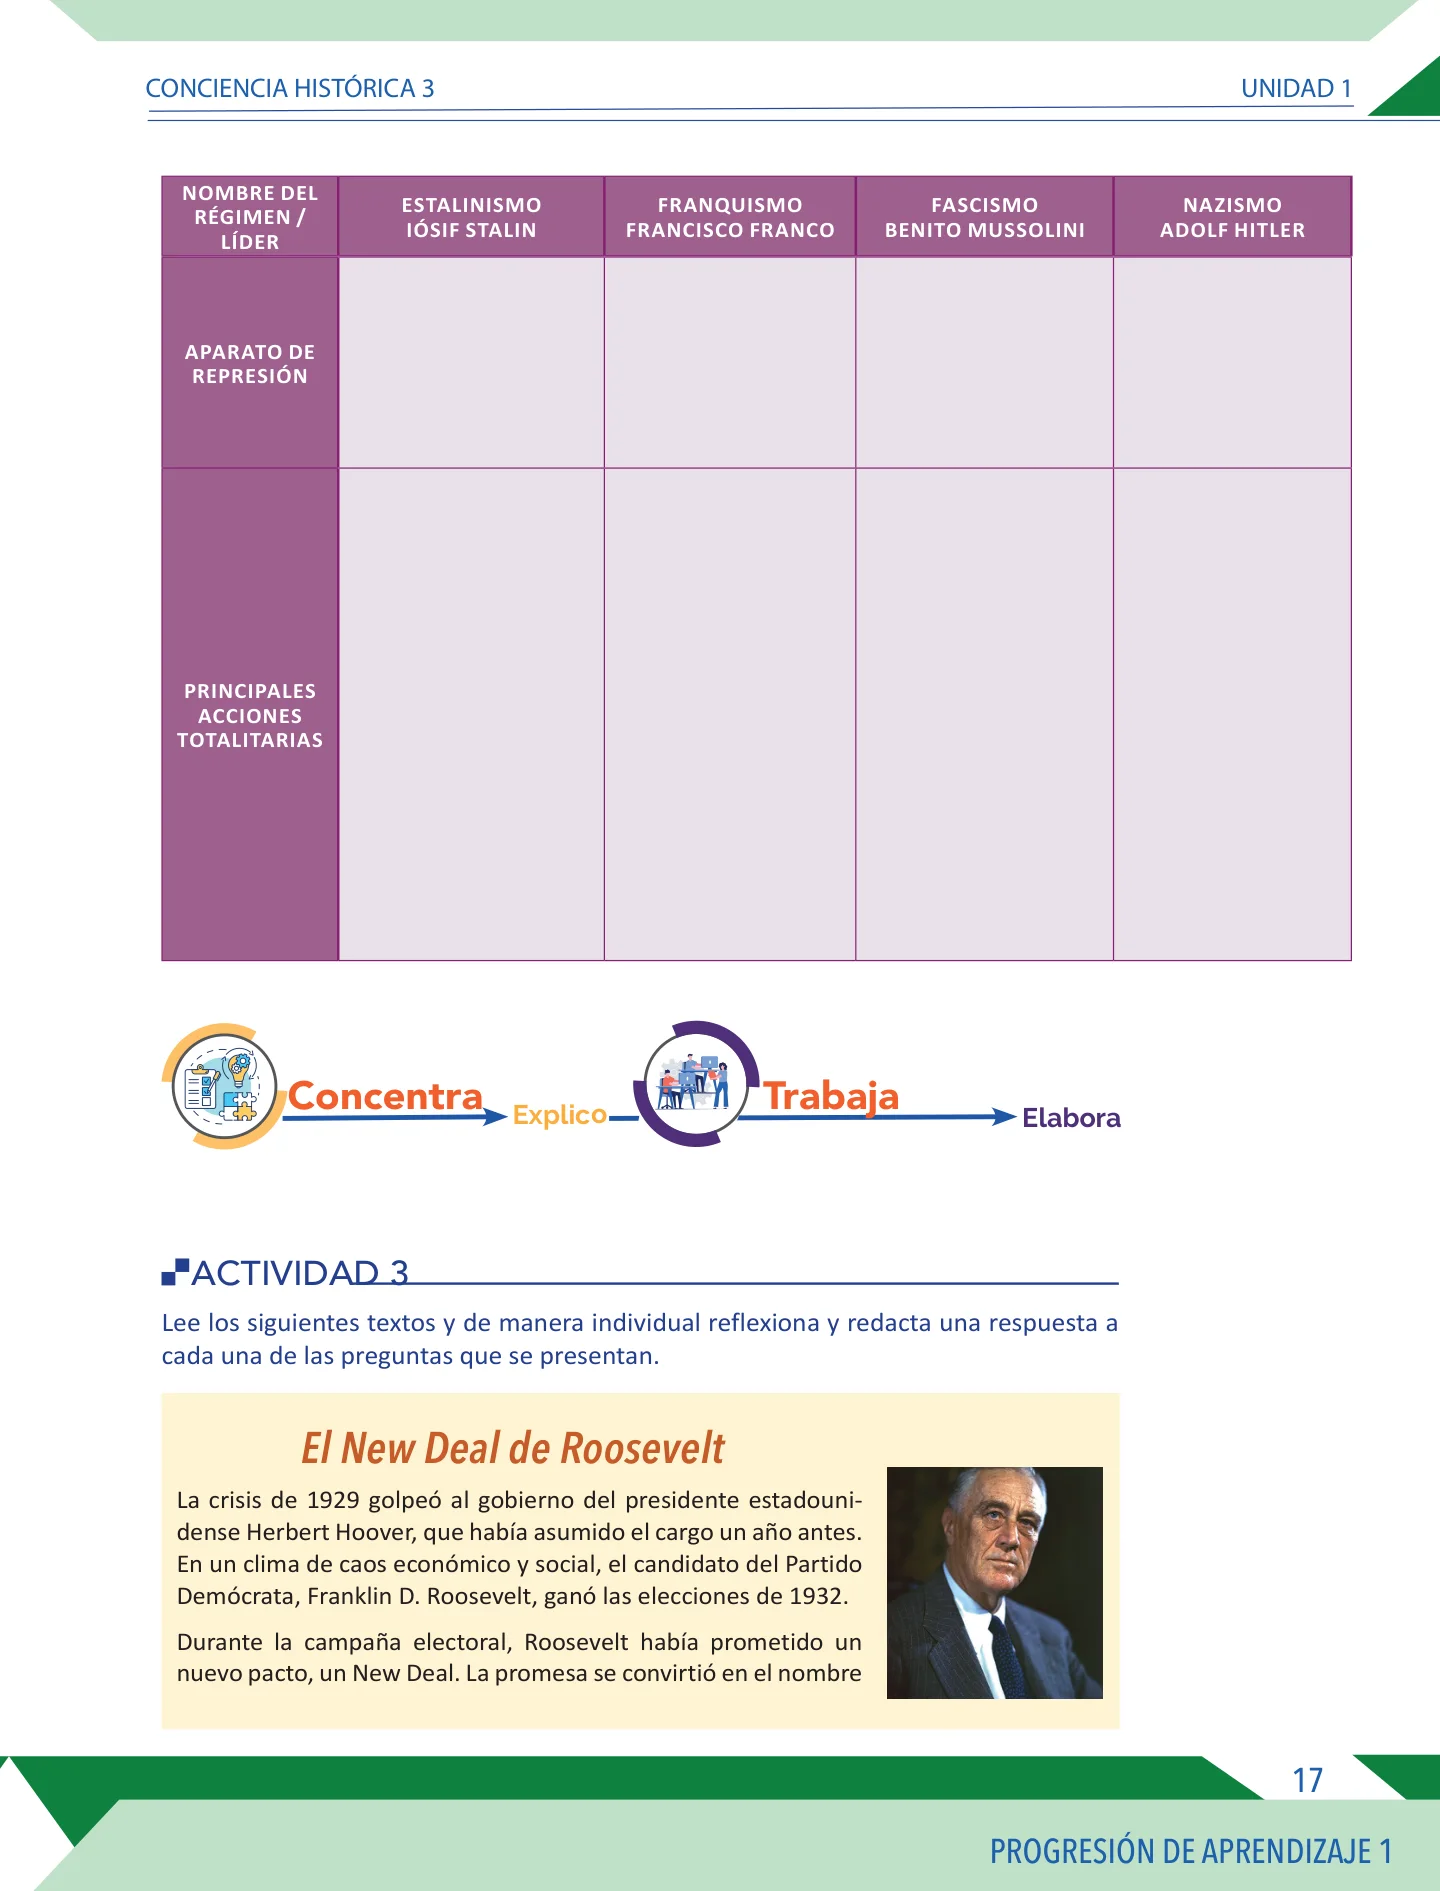 CONCIENCIA HISTÓRICA 3
UNIDAD 1
NOMBRE DEL
RÉGIMEN /
LÍDER
ESTALINISMO
IÓSIF STALIN
FRANQUISMO
FRANCISCO FRANCO
FASCISMO
BENITO MUSSOLINI
NAZISMO
ADOLF HITLER
APARATO DE
REPRESIÓN
PRINCIPALES
ACCIONES
TOTALITARIAS
Concentra
Explico
Trabaja
Elabora
ACTIVIDAD 3
Lee los siguientes textos y de manera individual reflexiona y redacta una respuesta a
cada una de las preguntas que se presentan.
El New Deal de Roosevelt
La crisis de 1929 golpeó al gobierno del presidente estadouni-
dense Herbert Hoover, que había asumido el cargo un año antes.
En un clima de caos económico y social, el candidato del Partido
Demócrata, Franklin D. Roosevelt, ganó las elecciones de 1932.
Durante la campaña electoral, Roosevelt había prometido un
nuevo pacto, un New Deal. La promesa se convirtió en el nombre
17
PROGRESIÓN DE APRENDIZAJE 1